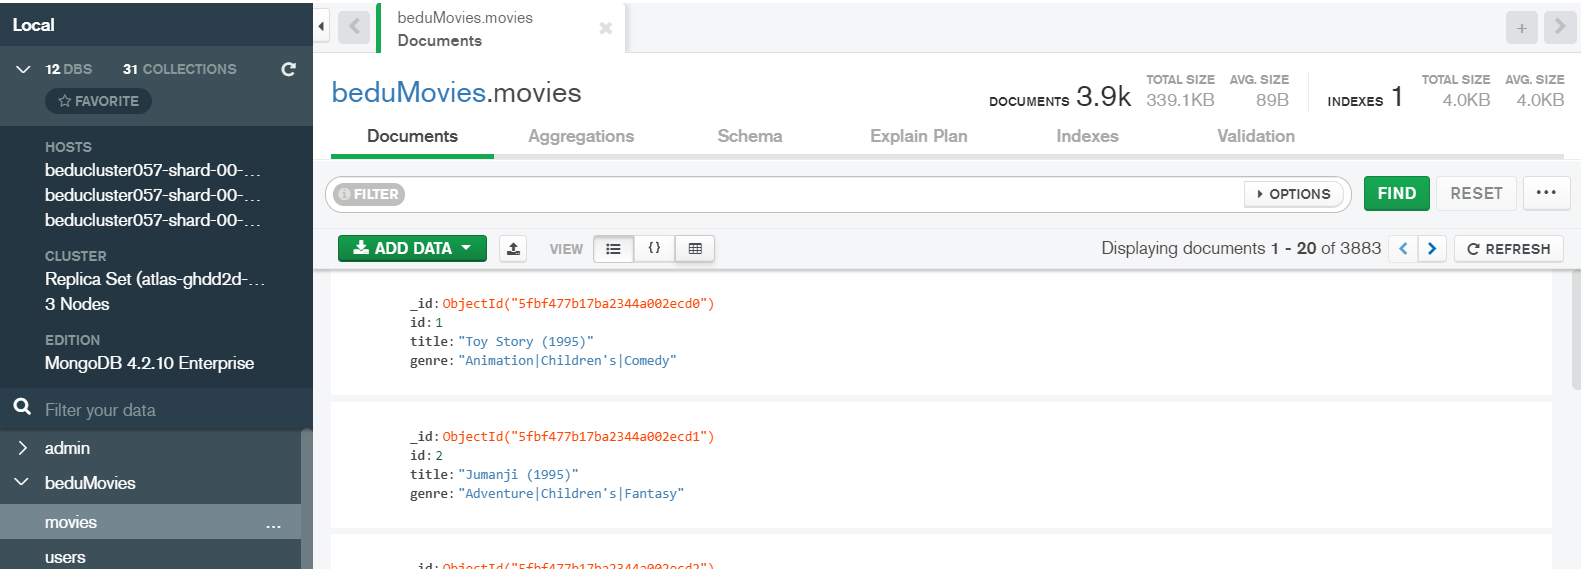 Local
12 DBS 31 COLLECTIONS
FAVORITE
HOSTS
beducluster057-shard-00-...
beducluster057-shard-00-...
beducluster057-shard-00-...
CLUSTER
Replica Set (atlas-ghdd2d-...
3 Nodes
EDITION
MongoDB 4.2.10 Enterprise
Filter your data
admin
beduMovies
movies ...
users
beduMovies.movies
Documents
beduMovies.movies
DOCUMENTS 3.9k TOTAL SIZE 339.1KB AVG. SIZE 89B
INDEXES 1 TOTAL SIZE 4.0KB AVG. SIZE 4.0KB
Documents Aggregations Schema Explain Plan Indexes Validation
FILTER OPTIONS FIND RESET ...
ADD DATA VIEW {} Displaying documents 1 - 20 of 3883 REFRESH
_id: ObjectId("5fbf477b17ba2344a002ecd0")
id: 1
title: "Toy Story (1995)"
genre: "Animation|Children's|Comedy"
_id: ObjectId("5fbf477b17ba2344a002ecd1")
id: 2
title: "Jumanji (1995)"
genre: "Adventure|Children's|Fantasy"
_id: ObjectId("5fbf477b17ba2344a002ecd2")